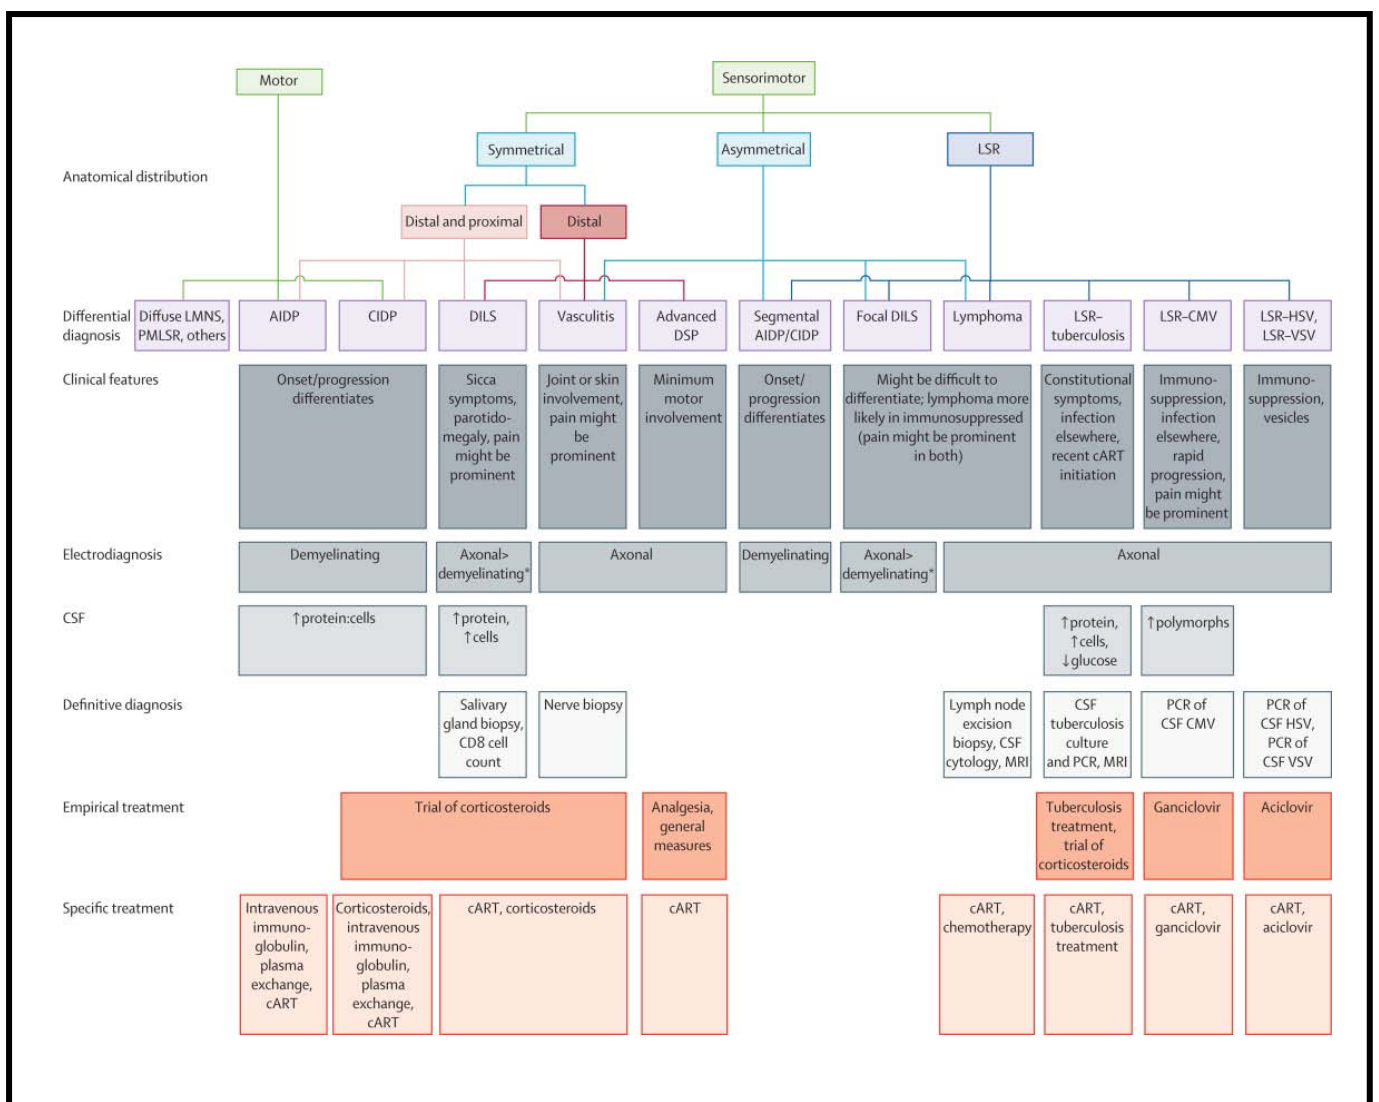 Motor
Sensorimotor
Symmetrical
Asymmetrical
LSR
Anatomical distribution
Distal and proximal
Distal
Differential
diagnosis
Diffuse LMNS,
PMLSR, others
AIDP
CIDP
DILS
Vasculitis
Advanced
DSP
Segmental
AIDP/CIDP
Focal DILS
Lymphoma
LSR–
tuberculosis
LSR–CMV
LSR–HSV,
LSR–VSV
Clinical features
Onset/progression
differentiates
Sicca
symptoms,
parotido-
megaly, pain
might be
prominent
Joint or skin
involvement,
pain might
be
prominent
Minimum
motor
involvement
Onset/
progression
differentiates
Might be difficult to
differentiate; lymphoma more
likely in immunosuppressed
(pain might be prominent
in both)
Constitutional
symptoms,
infection
elsewhere,
recent cART
initiation
Immuno-
suppression,
infection
elsewhere,
rapid
progression,
pain might
be prominent
Immuno-
suppression,
vesicles
Electrodiagnosis
Demyelinating
Axonal>
demyelinating*
Axonal
Demyelinating
Axonal>
demyelinating*
Axonal
CSF
↑protein:cells
↑protein,
↑cells
↑protein,
↑cells,
↓glucose
↑polymorphs
Definitive diagnosis
Salivary
gland biopsy,
CD8 cell
count
Nerve biopsy
Lymph node
excision
biopsy, CSF
cytology, MRI
CSF
tuberculosis
culture
and PCR, MRI
PCR of
CSF CMV
PCR of
CSF HSV,
PCR of
CSF VSV
Empirical treatment
Trial of corticosteroids
Analgesia,
general
measures
Tuberculosis
treatment,
trial of
corticosteroids
Ganciclovir
Aciclovir
Specific treatment
Intravenous
immuno-
globulin,
plasma
exchange,
cART
Corticosteroids,
intravenous
immuno-
globulin,
plasma
exchange,
cART
cART, corticosteroids
cART
cART,
chemotherapy
cART,
tuberculosis
treatment
cART,
ganciclovir
cART,
aciclovir